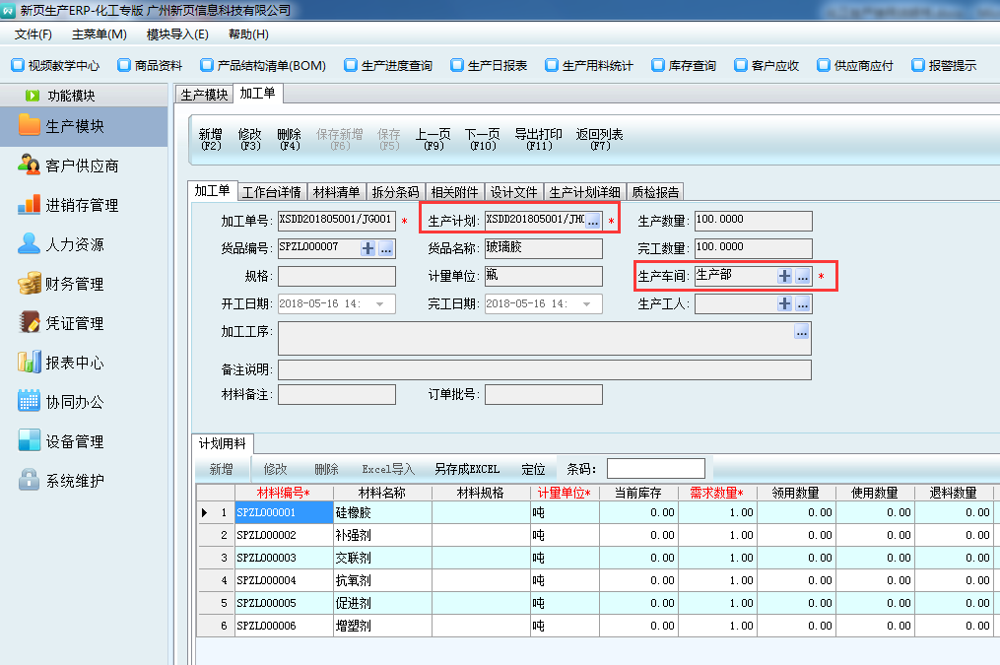 新页生产ERP-化工专版 广州新页信息科技有限公司
文件(F) 主菜单(M) 模块导入(E) 帮助(H)
视频教学中心 商品资料 产品结构清单(BOM) 生产进度查询 生产日报表 生产用料统计 库存查询 客户应收 供应商应付 报警提示
功能模块
生产模块
客户供应商
进销存管理
人力资源
财务管理
凭证管理
报表中心
协同办公
设备管理
系统维护
生产模块 加工单
新增 修改 删除 保存新增 保存 上一页 下一页 导出打印 返回列表
(F2) (F3) (F4) (F6) (F5) (F9) (F10) (F11) (F7)
加工单 工作台详情 材料清单 拆分条码 相关附件 设计文件 生产计划详细 质检报告
加工单号: XSDD201805001/JG001 * 生产计划: XSDD201805001/JH ... * 生产数量: 100.0000
货品编号: SPZL000007 + ... 货品名称: 玻璃胶 完工数量: 100.0000
规格: 计量单位: 瓶 生产车间: 生产部 + ... *
开工日期: 2018-05-16 14: 完工日期: 2018-05-16 14: 生产工人: + ...
加工工序: ...
备注说明:
材料备注: 订单批号:
计划用料
新增 修改 删除 Excel导入 另存成EXCEL 定位 条码:
材料编号* 材料名称 材料规格 计量单位* 当前库存 需求数量* 领用数量 使用数量 退料数量
1 SPZL000001 硅橡胶 吨 0.00 1.00 0.00 0.00 0.00
2 SPZL000002 补强剂 吨 0.00 1.00 0.00 0.00 0.00
3 SPZL000003 交联剂 吨 0.00 1.00 0.00 0.00 0.00
4 SPZL000004 抗氧剂 吨 0.00 1.00 0.00 0.00 0.00
5 SPZL000005 促进剂 吨 0.00 1.00 0.00 0.00 0.00
6 SPZL000006 增塑剂 吨 0.00 1.00 0.00 0.00 0.00